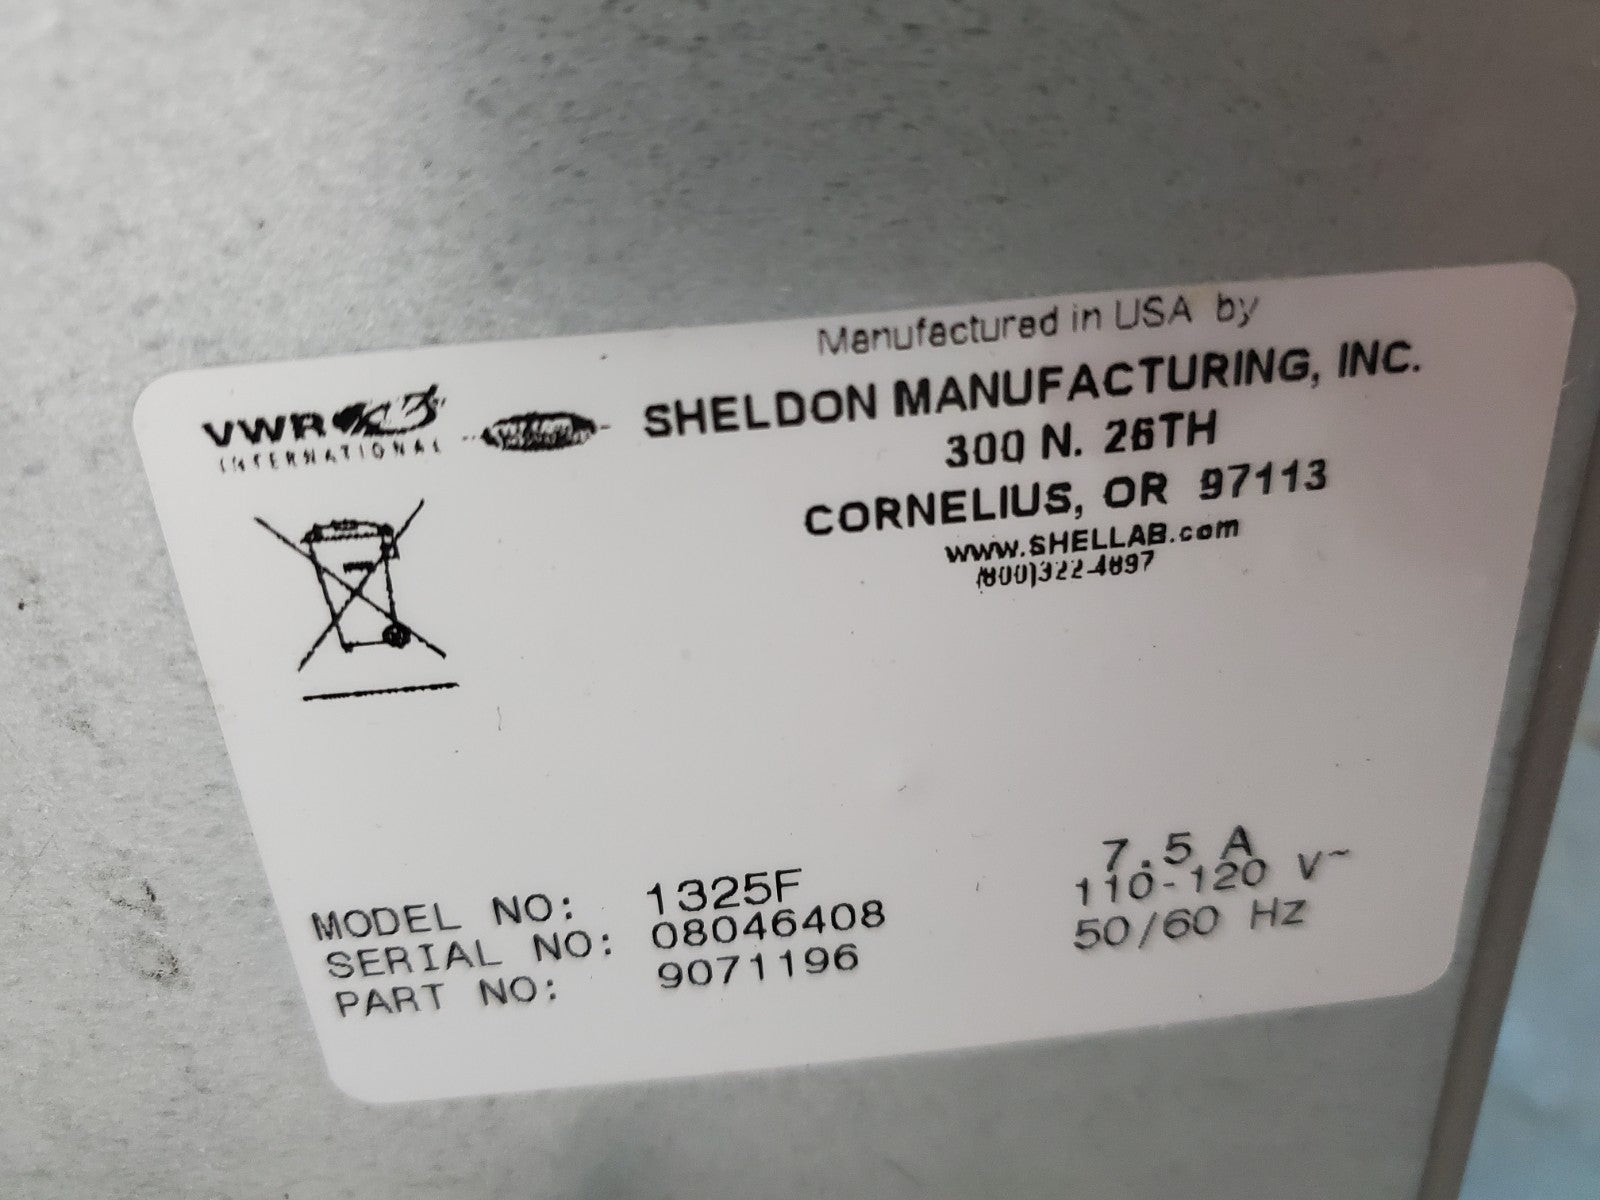 Manufactured in USA by
VWR
INTERNATIONAL
SHELDON MANUFACTURING, INC.
300 N. 26TH
CORNELIUS, OR 97113
www.SHELLAB.com
(800)322-4897
7.5 A
MODEL NO: 1325F 110-120 V~
SERIAL NO: 08046408 50/60 Hz
PART NO: 9071196